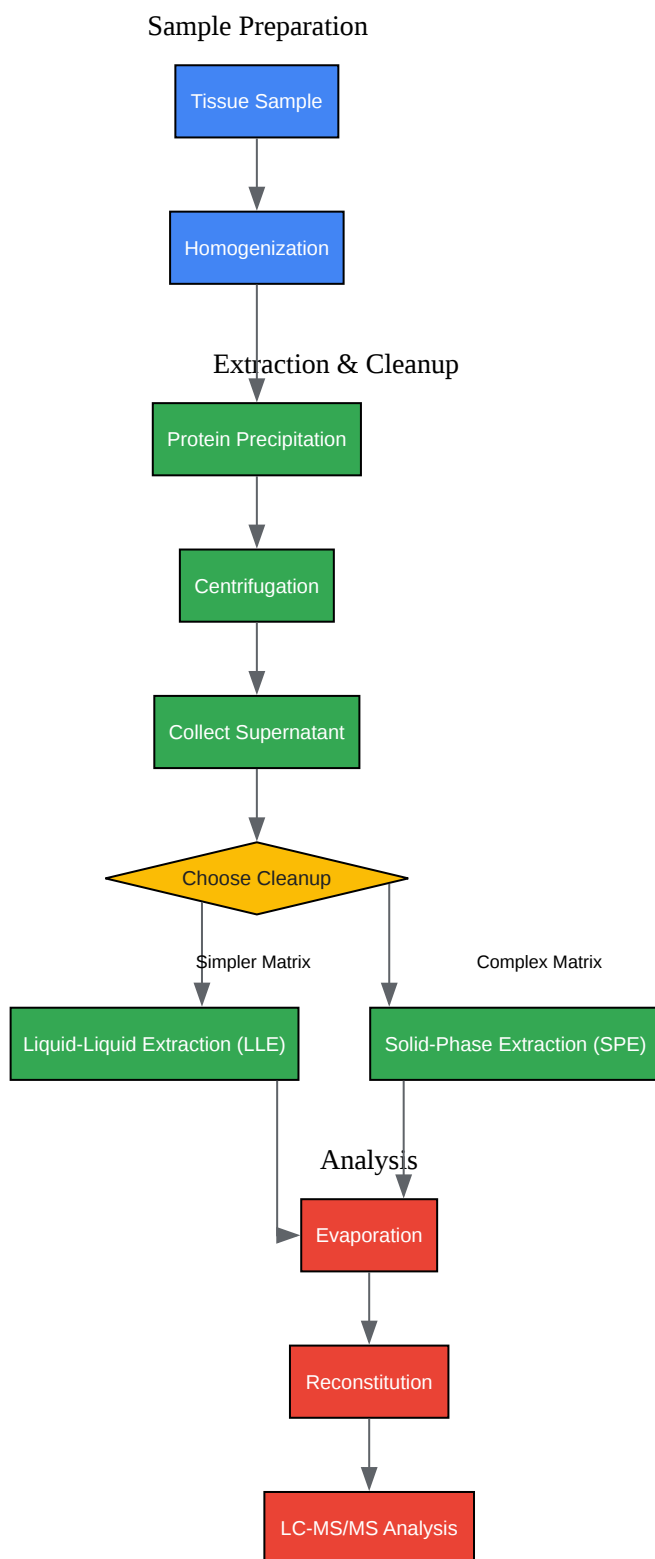 Sample Preparation
Tissue Sample
Homogenization
Extraction & Cleanup
Protein Precipitation
Centrifugation
Collect Supernatant
Choose Cleanup
Simpler Matrix
Complex Matrix
Liquid-Liquid Extraction (LLE)
Solid-Phase Extraction (SPE)
Analysis
Evaporation
Reconstitution
LC-MS/MS Analysis